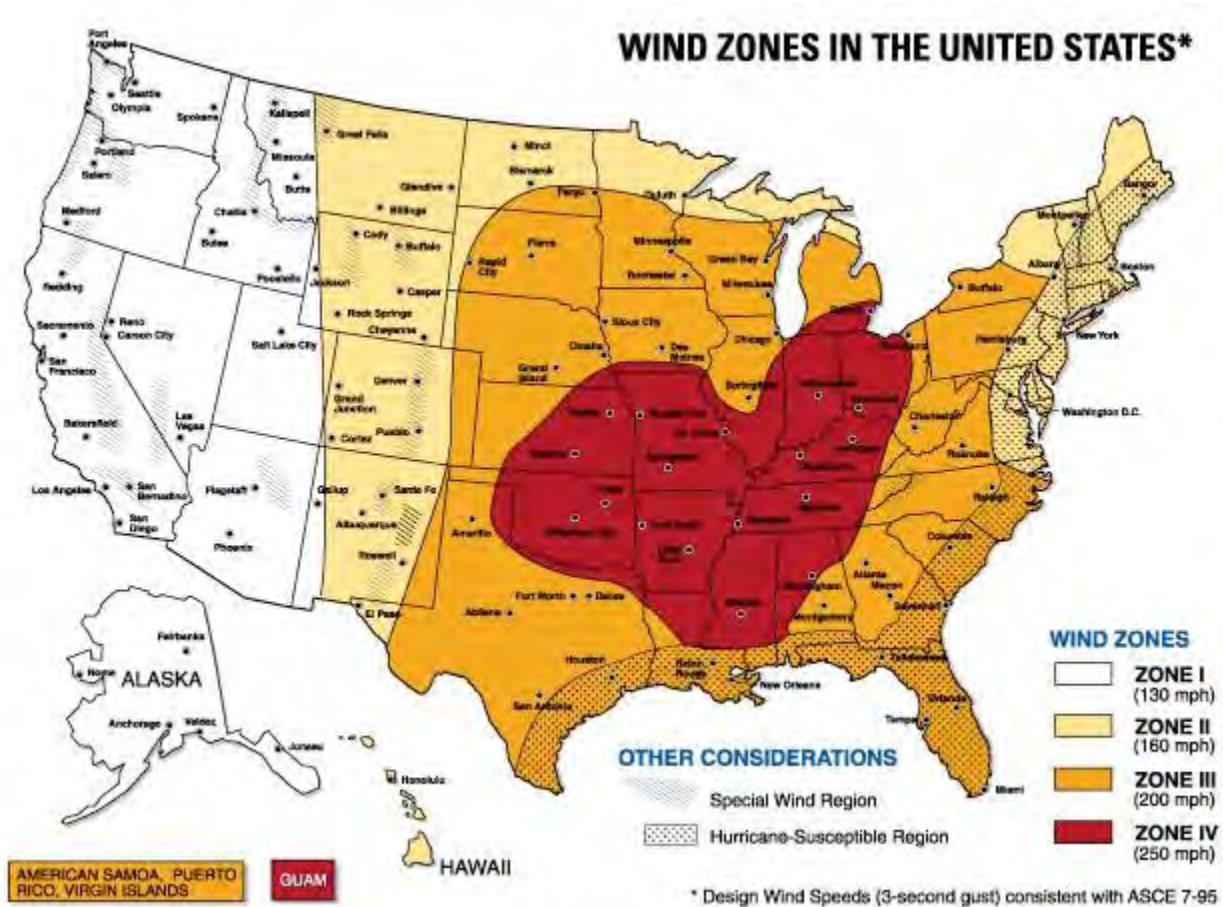 WIND ZONES IN THE UNITED STATES*
Port
Angeles
Seattle
Olympia
Spokane
Portland
Salem
Medford
Kalispell
Missoula
Butte
Great Falls
Glendive
Billings
Minot
Bismarck
Fargo
Duluth
Challis
Pocatello
Jackson
Cody
Buffalo
Casper
Rock Springs
Cheyenne
Rapid
City
Pierre
Minneapolis
Rochester
Green Bay
Milwaukee
Montpelier
Bangor
Albany
Boston
Buffalo
Redding
Sacramento
San
Francisco
Reno
Carson City
Salt Lake City
Sioux City
Omaha
Des
Moines
Chicago
Grand
Island
Springfield
Harrisburg
New York
Washington D.C.
Denver
Grand
Junction
Pueblo
Cortez
Bakersfield
Las
Vegas
Los Angeles
San
Bernadino
San
Diego
Flagstaff
Phoenix
Gallup
Santa Fe
Albuquerque
Roswell
El Paso
Amarillo
Charleston
Roanoke
Raleigh
Columbia
Atlanta
Macon
Savannah
Birmingham
Montgomery
Abilene
Fort Worth
Dallas
Houston
San Antonio
Baton
Rouge
New Orleans
Tallahassee
Orlando
Tampa
Miami
Fairbanks
Nome
ALASKA
Anchorage
Valdez
Juneau
Honolulu
HAWAII
AMERICAN SAMOA, PUERTO
RICO, VIRGIN ISLANDS
GUAM
OTHER CONSIDERATIONS
Special Wind Region
Hurricane-Susceptible Region
WIND ZONES
ZONE I
(130 mph)
ZONE II
(160 mph)
ZONE III
(200 mph)
ZONE IV
(250 mph)
* Design Wind Speeds (3-second gust) consistent with ASCE 7-95